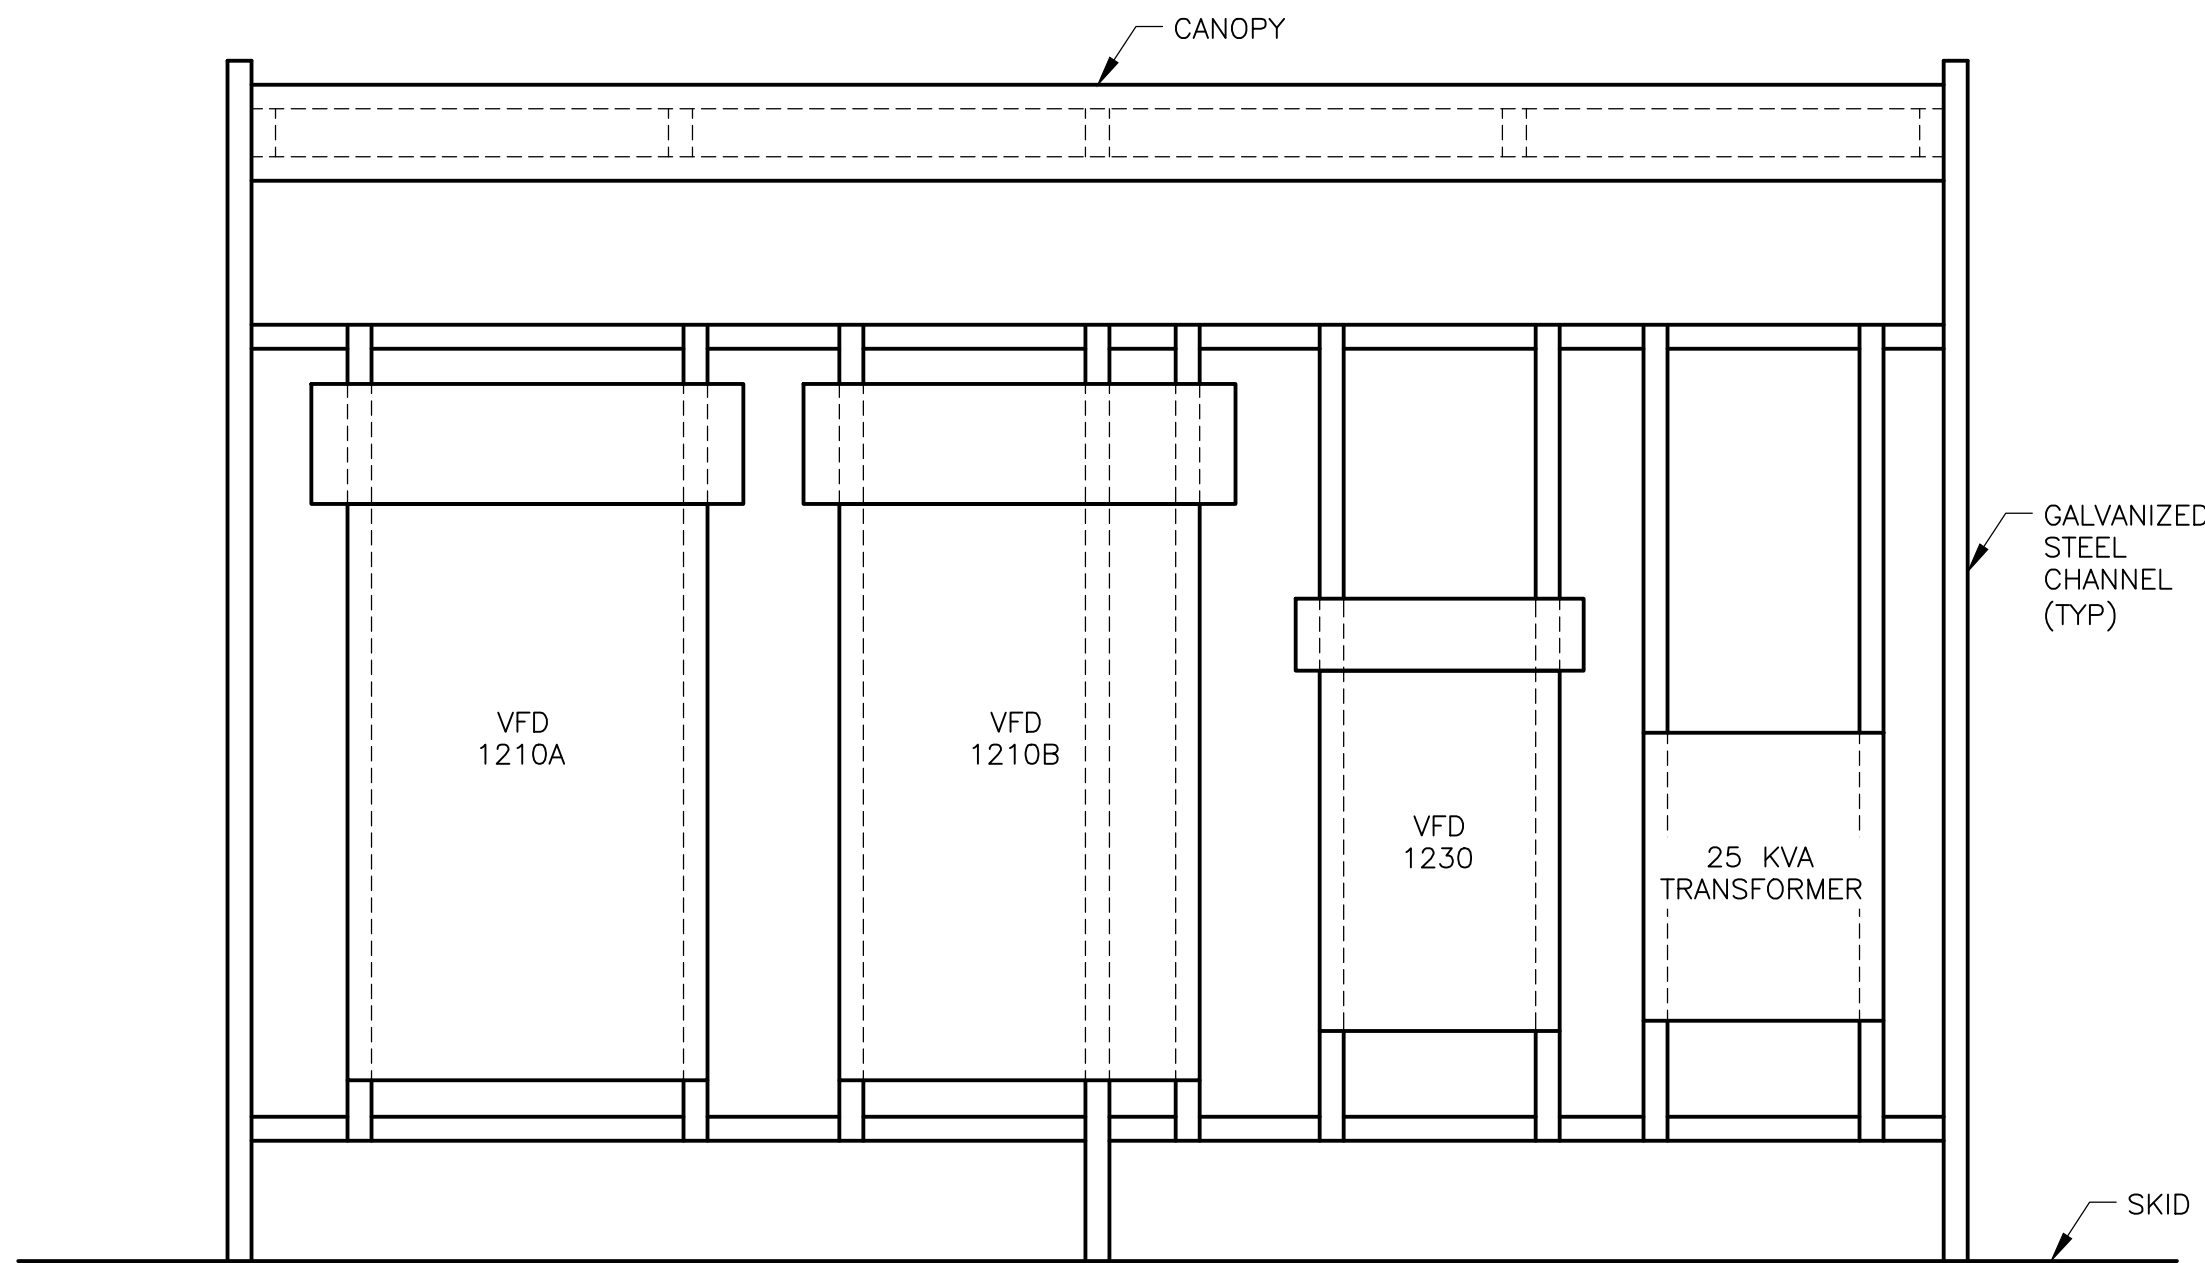 CANOPY
GALVANIZED
STEEL
CHANNEL
(TYP)
VFD
1210A
VFD
1210B
VFD
1230
25 KVA
TRANSFORMER
SKID